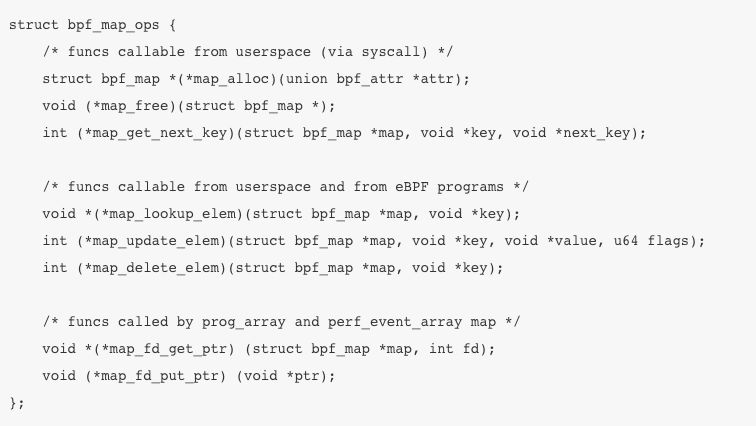 struct bpf_map_ops {
    /* funcs callable from userspace (via syscall) */
    struct bpf_map *(*map_alloc)(union bpf_attr *attr);
    void (*map_free)(struct bpf_map *);
    int (*map_get_next_key)(struct bpf_map *map, void *key, void *next_key);

    /* funcs callable from userspace and from eBPF programs */
    void *(*map_lookup_elem)(struct bpf_map *map, void *key);
    int (*map_update_elem)(struct bpf_map *map, void *key, void *value, u64 flags);
    int (*map_delete_elem)(struct bpf_map *map, void *key);

    /* funcs called by prog_array and perf_event_array map */
    void *(*map_fd_get_ptr) (struct bpf_map *map, int fd);
    void (*map_fd_put_ptr) (void *ptr);
};